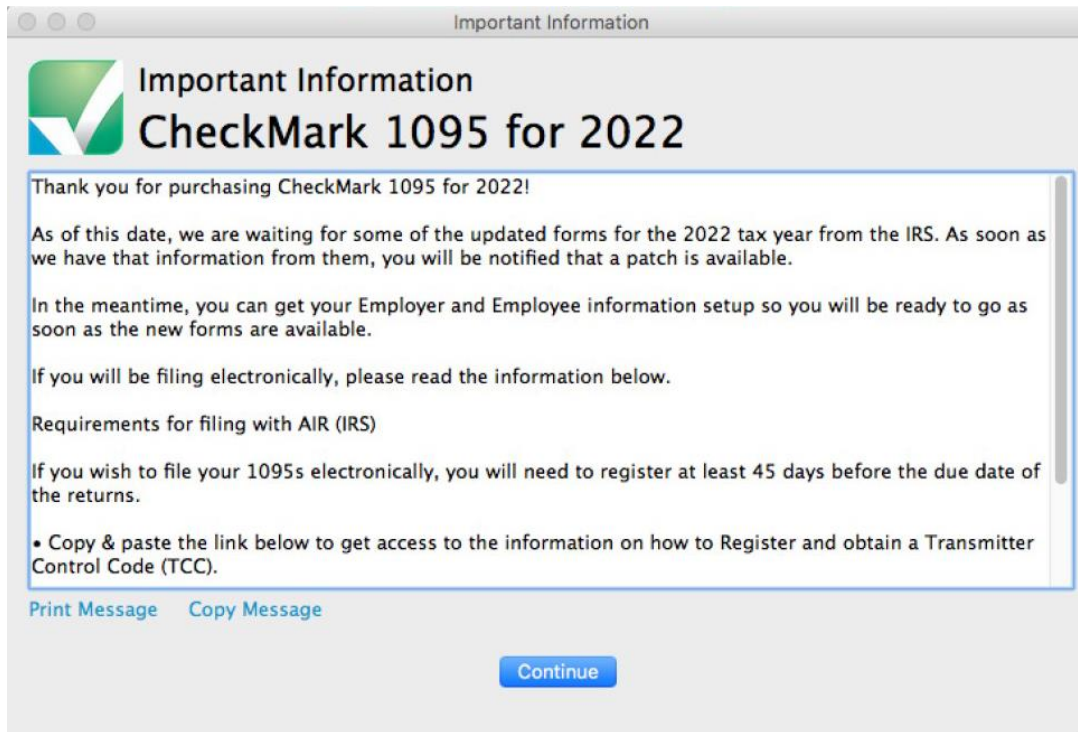 Important Information
Important Information
CheckMark 1095 for 2022
Thank you for purchasing CheckMark 1095 for 2022!
As of this date, we are waiting for some of the updated forms for the 2022 tax year from the IRS. As soon as
we have that information from them, you will be notified that a patch is available.
In the meantime, you can get your Employer and Employee information setup so you will be ready to go as
soon as the new forms are available.
If you will be filing electronically, please read the information below.
Requirements for filing with AIR (IRS)
If you wish to file your 1095s electronically, you will need to register at least 45 days before the due date of
the returns.
• Copy & paste the link below to get access to the information on how to Register and obtain a Transmitter
Control Code (TCC).
Print Message Copy Message
Continue